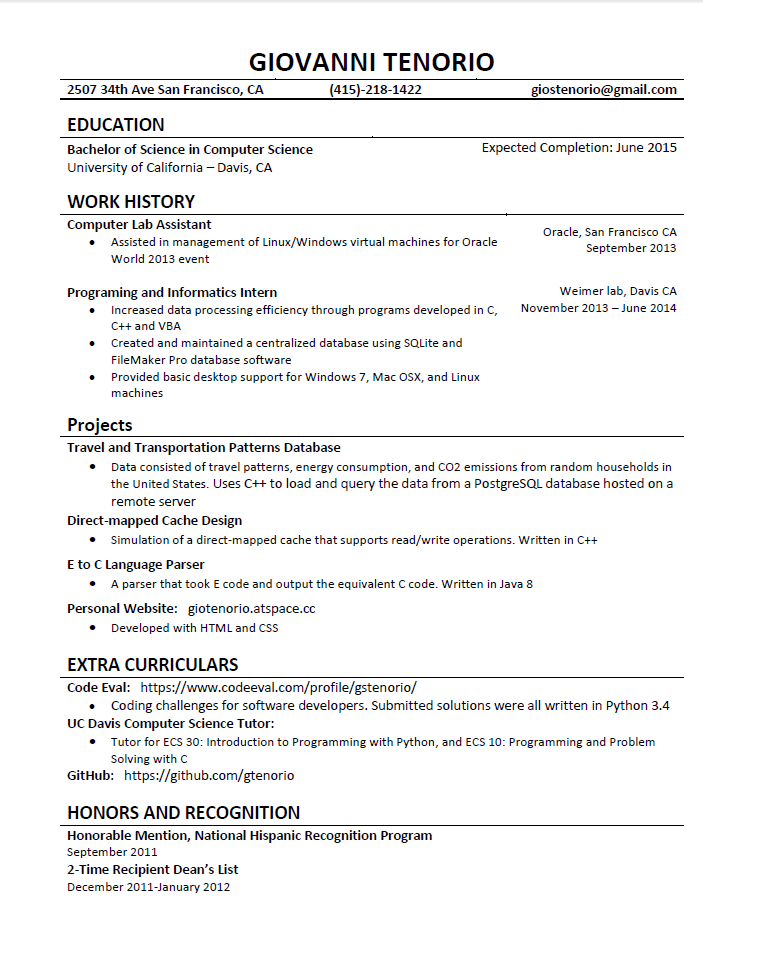 GIOVANNI TENORIO
2507 34th Ave San Francisco, CA (415)-218-1422 giostenorio@gmail.com
EDUCATION
Bachelor of Science in Computer Science Expected Completion: June 2015
University of California – Davis, CA
WORK HISTORY
Computer Lab Assistant
Oracle, San Francisco CA
• Assisted in management of Linux/Windows virtual machines for Oracle
September 2013
World 2013 event
Programing and Informatics Intern Weimer lab, Davis CA
• Increased data processing efficiency through programs developed in C, November 2013 – June 2014
C++ and VBA
• Created and maintained a centralized database using SQLite and
FileMaker Pro database software
• Provided basic desktop support for Windows 7, Mac OSX, and Linux
machines
Projects
Travel and Transportation Patterns Database
• Data consisted of travel patterns, energy consumption, and CO2 emissions from random households in
the United States. Uses C++ to load and query the data from a PostgreSQL database hosted on a
remote server
Direct-mapped Cache Design
• Simulation of a direct-mapped cache that supports read/write operations. Written in C++
E to C Language Parser
• A parser that took E code and output the equivalent C code. Written in Java 8
Personal Website: giotenorio.atspace.cc
• Developed with HTML and CSS
EXTRA CURRICULARS
Code Eval: https://www.codeeval.com/profile/gstenorio/
• Coding challenges for software developers. Submitted solutions were all written in Python 3.4
UC Davis Computer Science Tutor:
• Tutor for ECS 30: Introduction to Programming with Python, and ECS 10: Programming and Problem
Solving with C
GitHub: https://github.com/gtenorio
HONORS AND RECOGNITION
Honorable Mention, National Hispanic Recognition Program
September 2011
2-Time Recipient Dean’s List
December 2011-January 2012